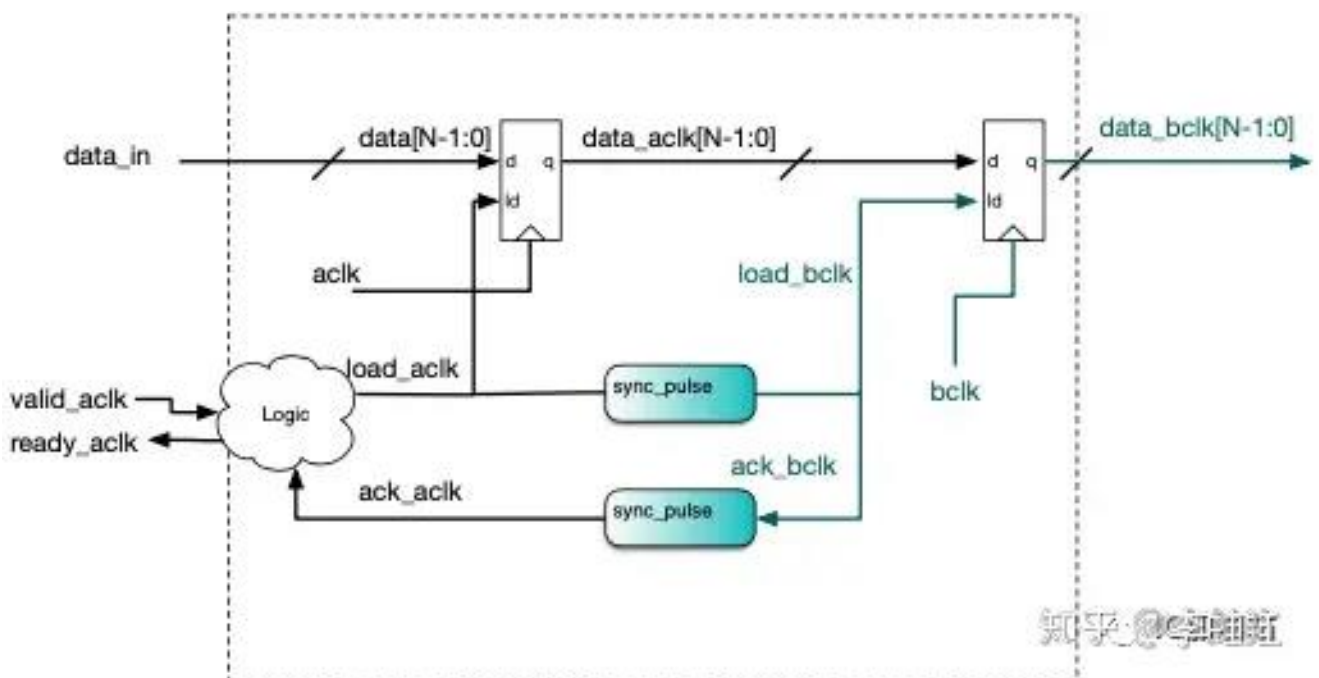 data_in
data[N-1:0]
data_aclk[N-1:0]
data_bclk[N-1:0]
d q
d q
ld
ld
aclk
load_bclk
load_aclk
sync_pulse
bclk
valid_aclk
Logic
ready_aclk
ack_bclk
ack_aclk
sync_pulse
知乎